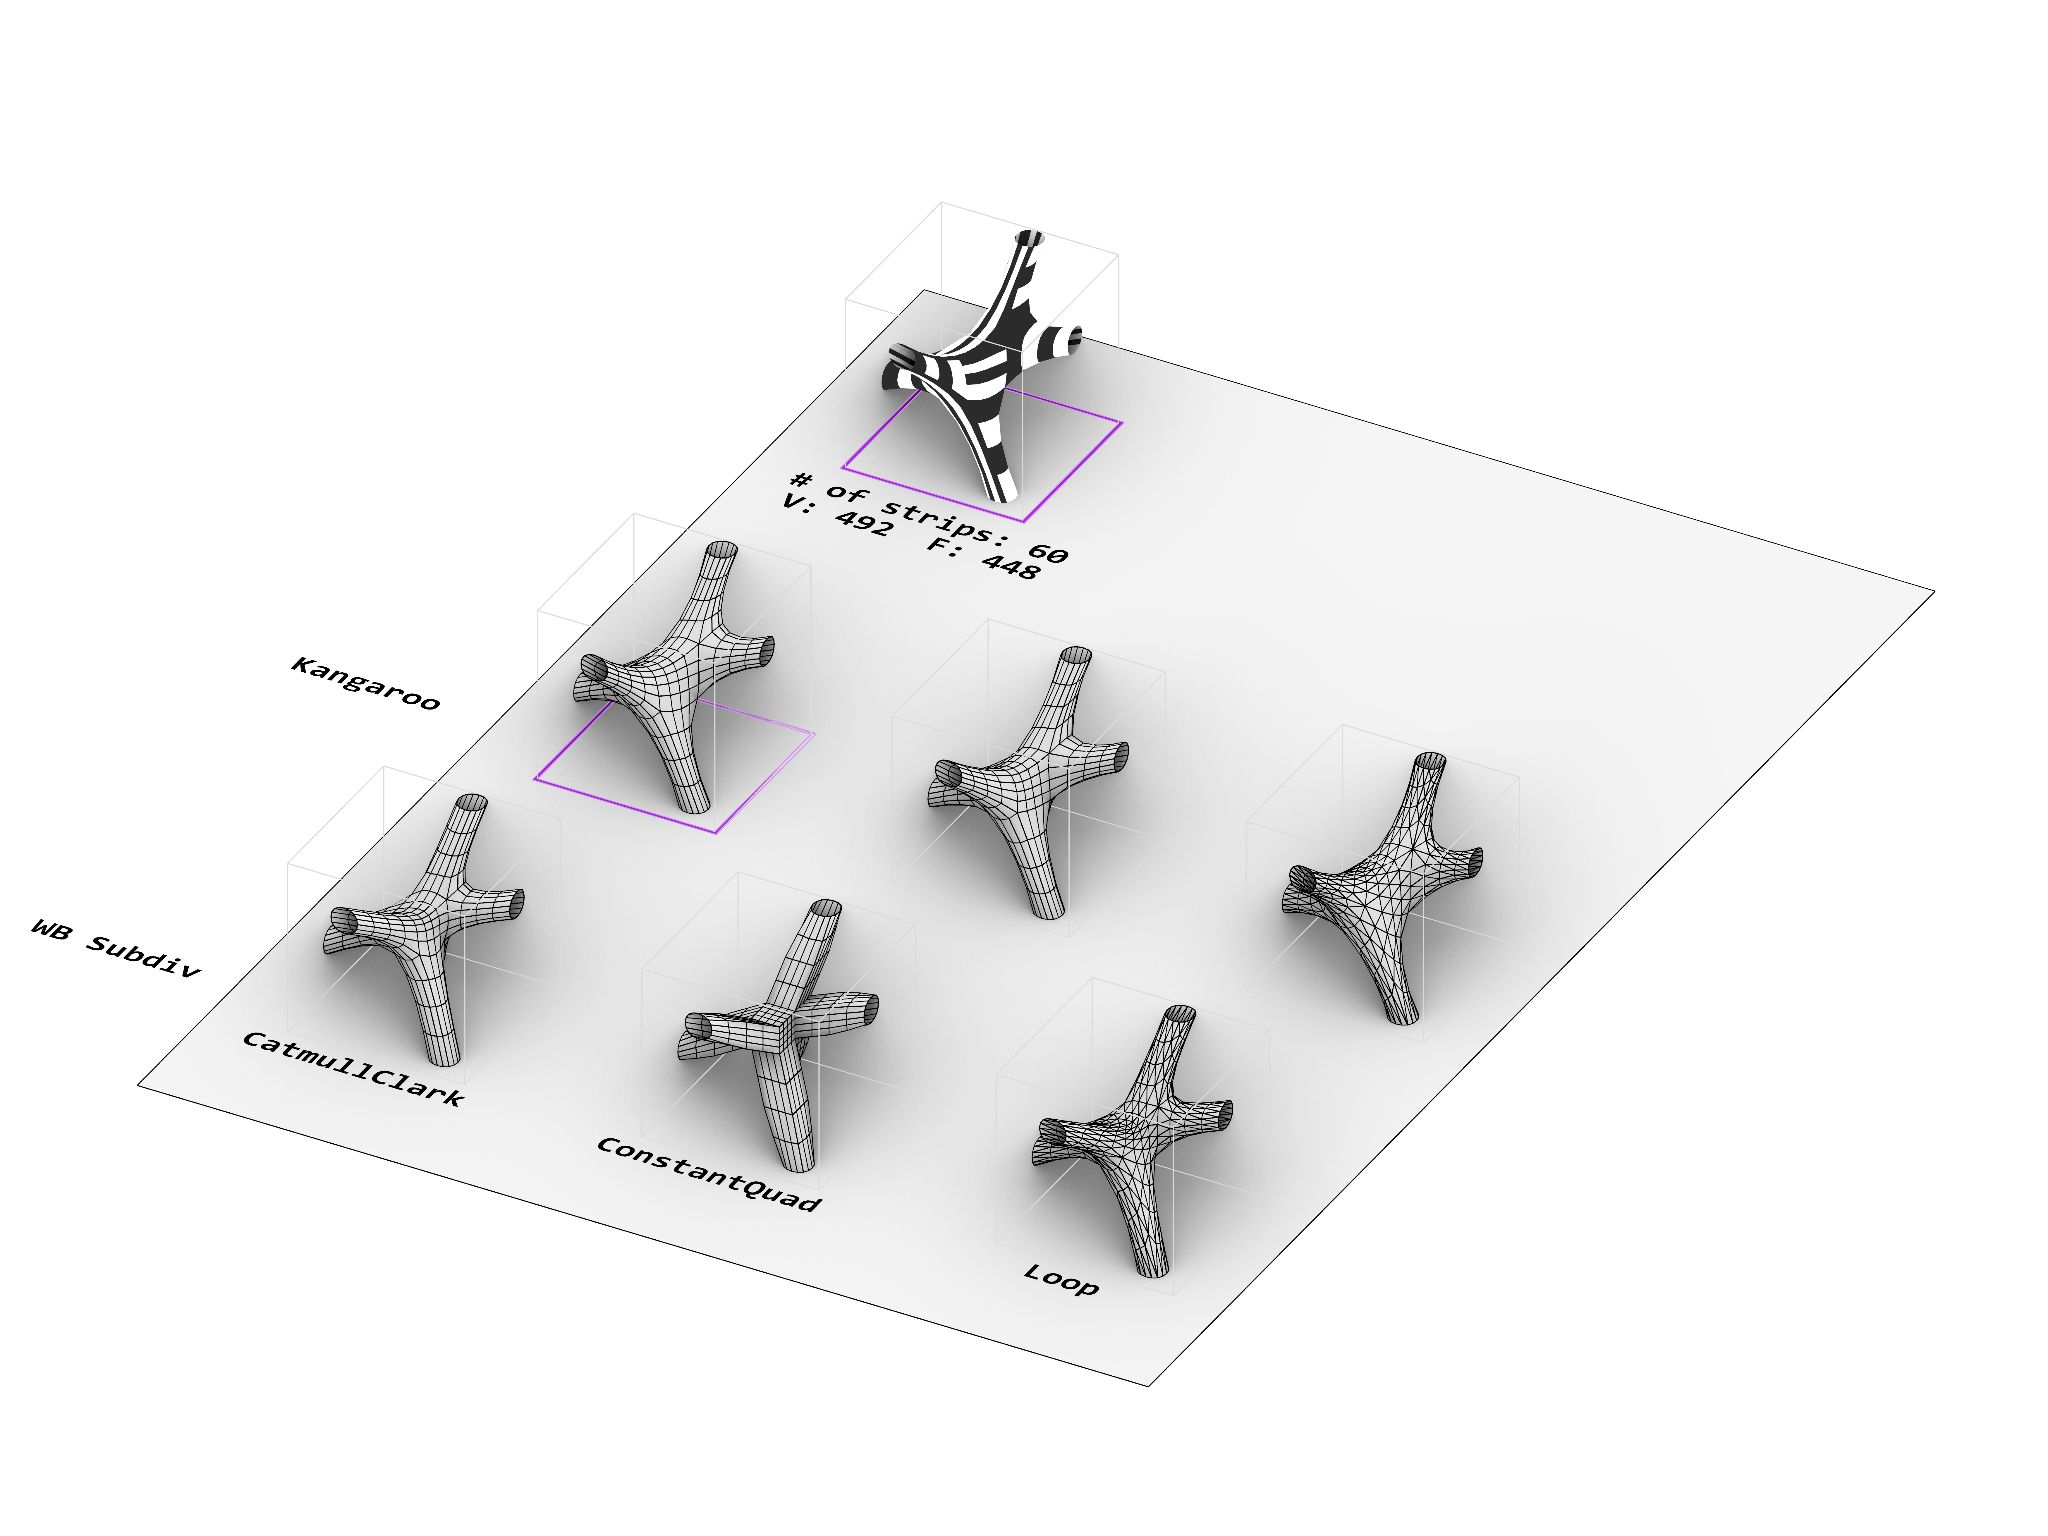 # of strips: 60
V: 492  F: 448
Kangaroo
WB Subdiv
CatmullClark
ConstantQuad
Loop